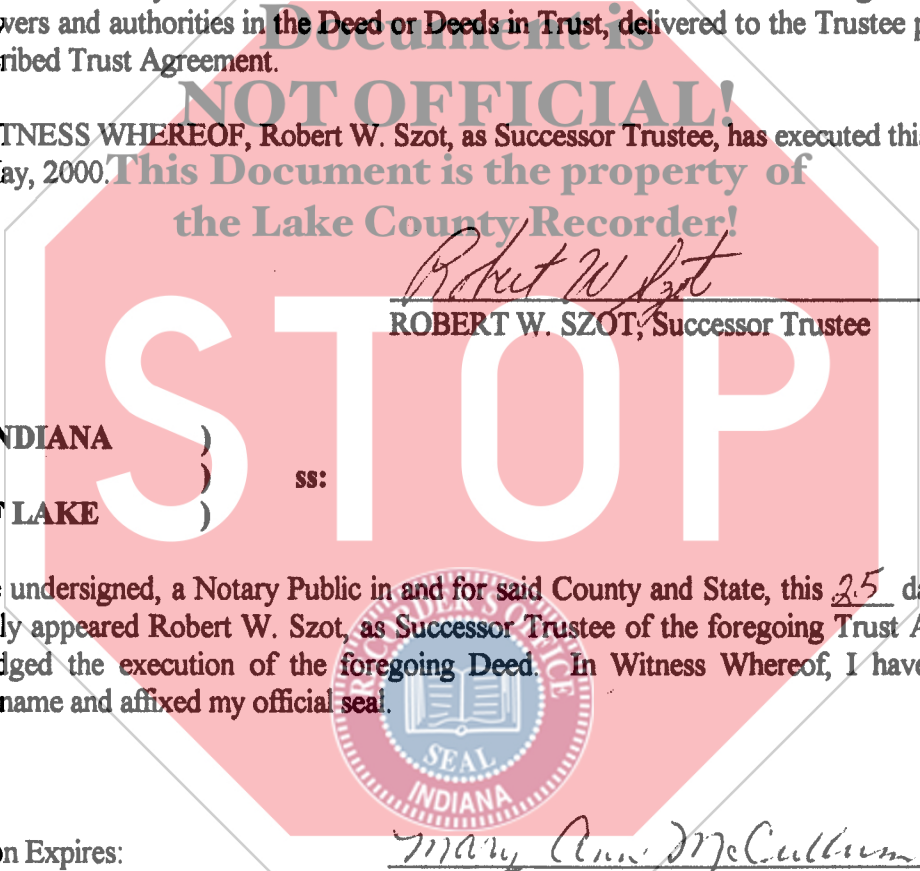 wers and authorities in the Deed or Deeds in Trust, delivered to the Trustee p
ribed Trust Agreement.
Document is
NOT OFFICIAL!
This Document is the property of
the Lake County Recorder!
TNESS WHEREOF, Robert W. Szot, as Successor Trustee, has executed this
ay, 2000.
Robert W Szot
ROBERT W. SZOT, Successor Trustee
STOP
NDIANA )
) ss:
LAKE )
undersigned, a Notary Public in and for said County and State, this 25 da
ly appeared Robert W. Szot, as Successor Trustee of the foregoing Trust A
dged the execution of the foregoing Deed. In Witness Whereof, I have
name and affixed my official seal.
RECORDER'S OFFICE
SEAL
INDIANA
n Expires:
Mary Ann McCullum